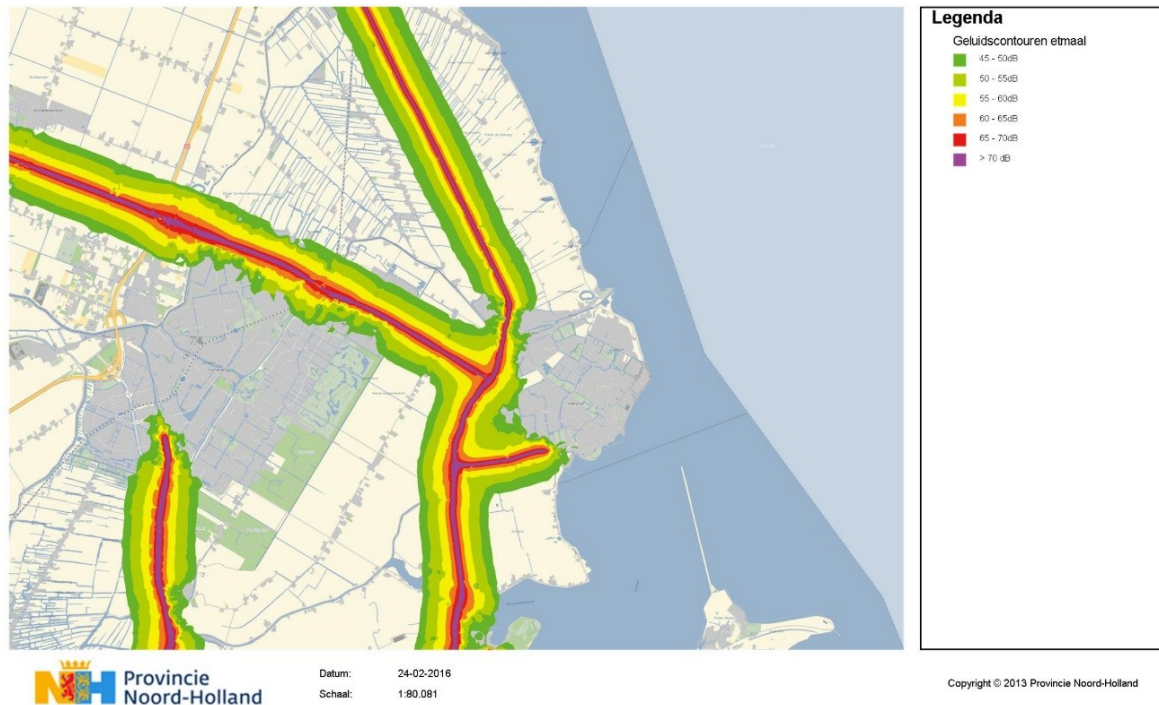 Legenda
Geluidscontouren etmaal
45 - 50dB
50 - 55dB
55 - 60dB
60 - 65dB
65 - 70dB
> 70 dB
Provincie
Noord-Holland
Datum: 24-02-2016
Schaal: 1:80.081
Copyright © 2013 Provincie Noord-Holland